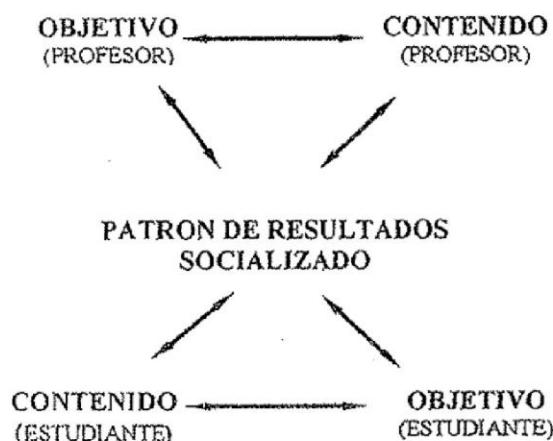 OBJETIVO CONTENIDO
(PROFESOR) (PROFESOR)
PATRON DE RESULTADOS
SOCIALIZADO
CONTENIDO OBJETIVO
(ESTUDIANTE) (ESTUDIANTE)